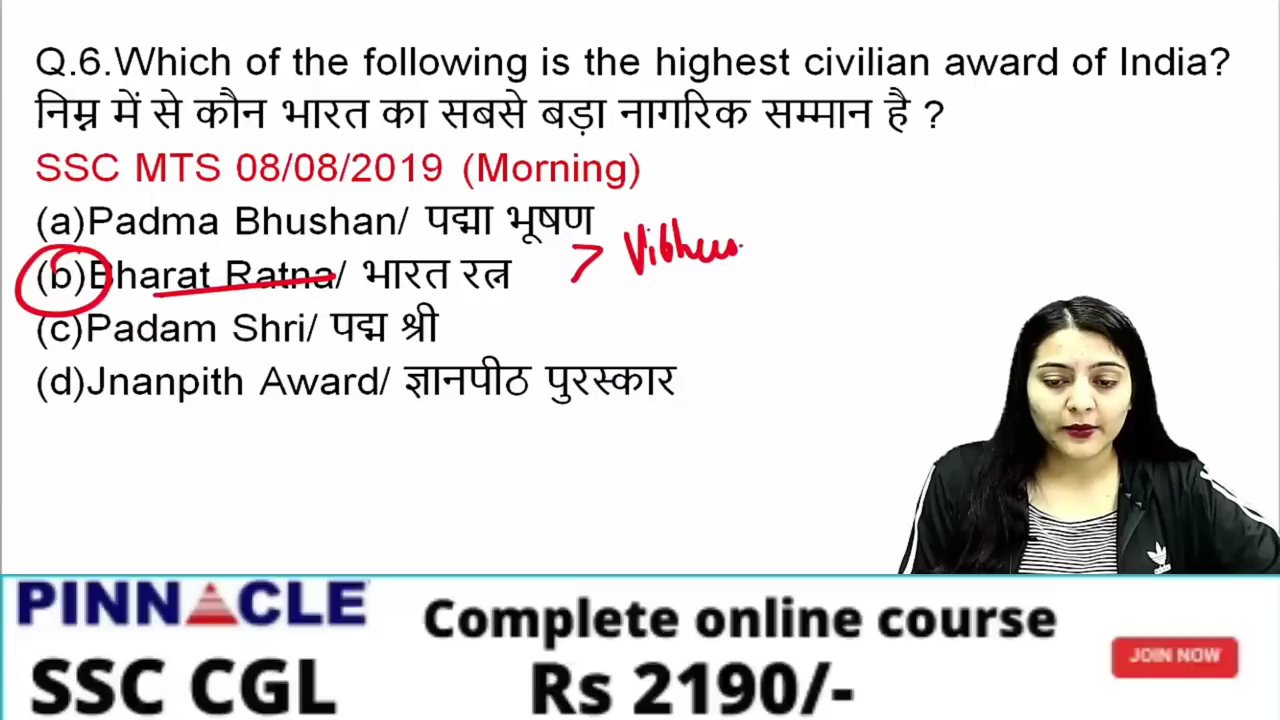 Q.6.Which of the following is the highest civilian award of India?
निम्न में से कौन भारत का सबसे बड़ा नागरिक सम्मान है ?
SSC MTS 08/08/2019 (Morning)
(a)Padma Bhushan/ पद्मा भूषण
(b)Bharat Ratna/ भारत रत्न
> 
(c)Padam Shri/ पद्म श्री
(d)Jnanpith Award/ ज्ञानपीठ पुरस्कार
adidas
PINNACLE
SSC CGL
Complete online course
Rs 2190/-
JOIN NOW